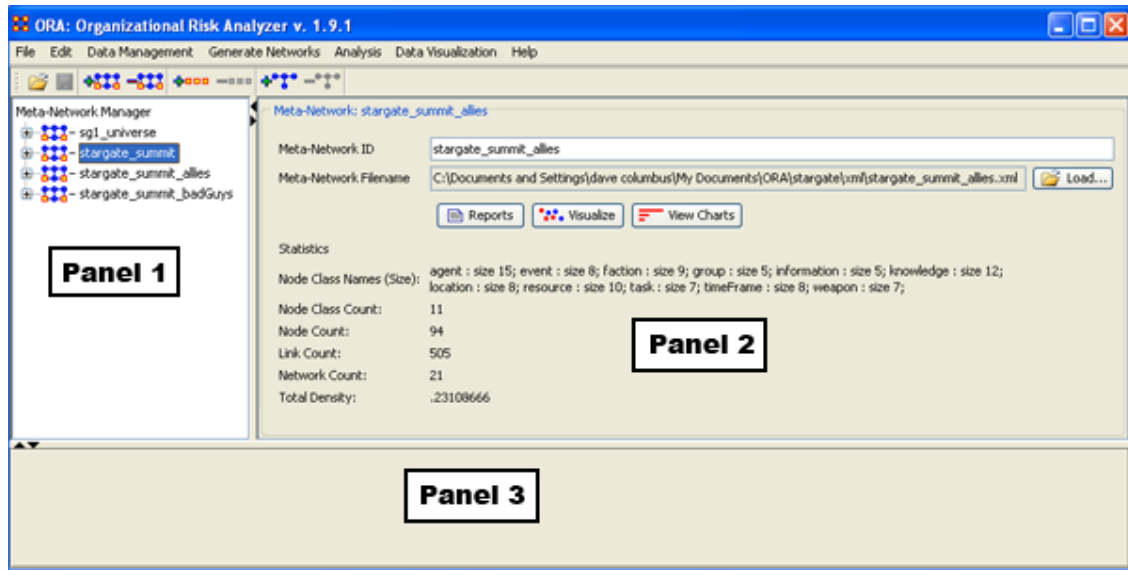 ORA: Organizational Risk Analyzer v. 1.9.1
File Edit Data Management Generate Networks Analysis Data Visualization Help
Meta-Network Manager
sg1_universe
stargate_summit
stargate_summit_allies
stargate_summit_badGuys
Panel 1
Meta-Network: stargate_summit_allies
Meta-Network ID stargate_summit_allies
Meta-Network Filename C:\Documents and Settings\dave columbus\My Documents\ORA\stargate\xml\stargate_summit_allies.xml Load...
Reports Visualize View Charts
Statistics
Node Class Names (Size): agent : size 15; event : size 8; faction : size 9; group : size 5; information : size 5; knowledge : size 12;
location : size 8; resource : size 10; task : size 7; timeFrame : size 8; weapon : size 7;
Node Class Count: 11
Node Count: 94
Link Count: 505
Network Count: 21
Total Density: .23108666
Panel 2
Panel 3